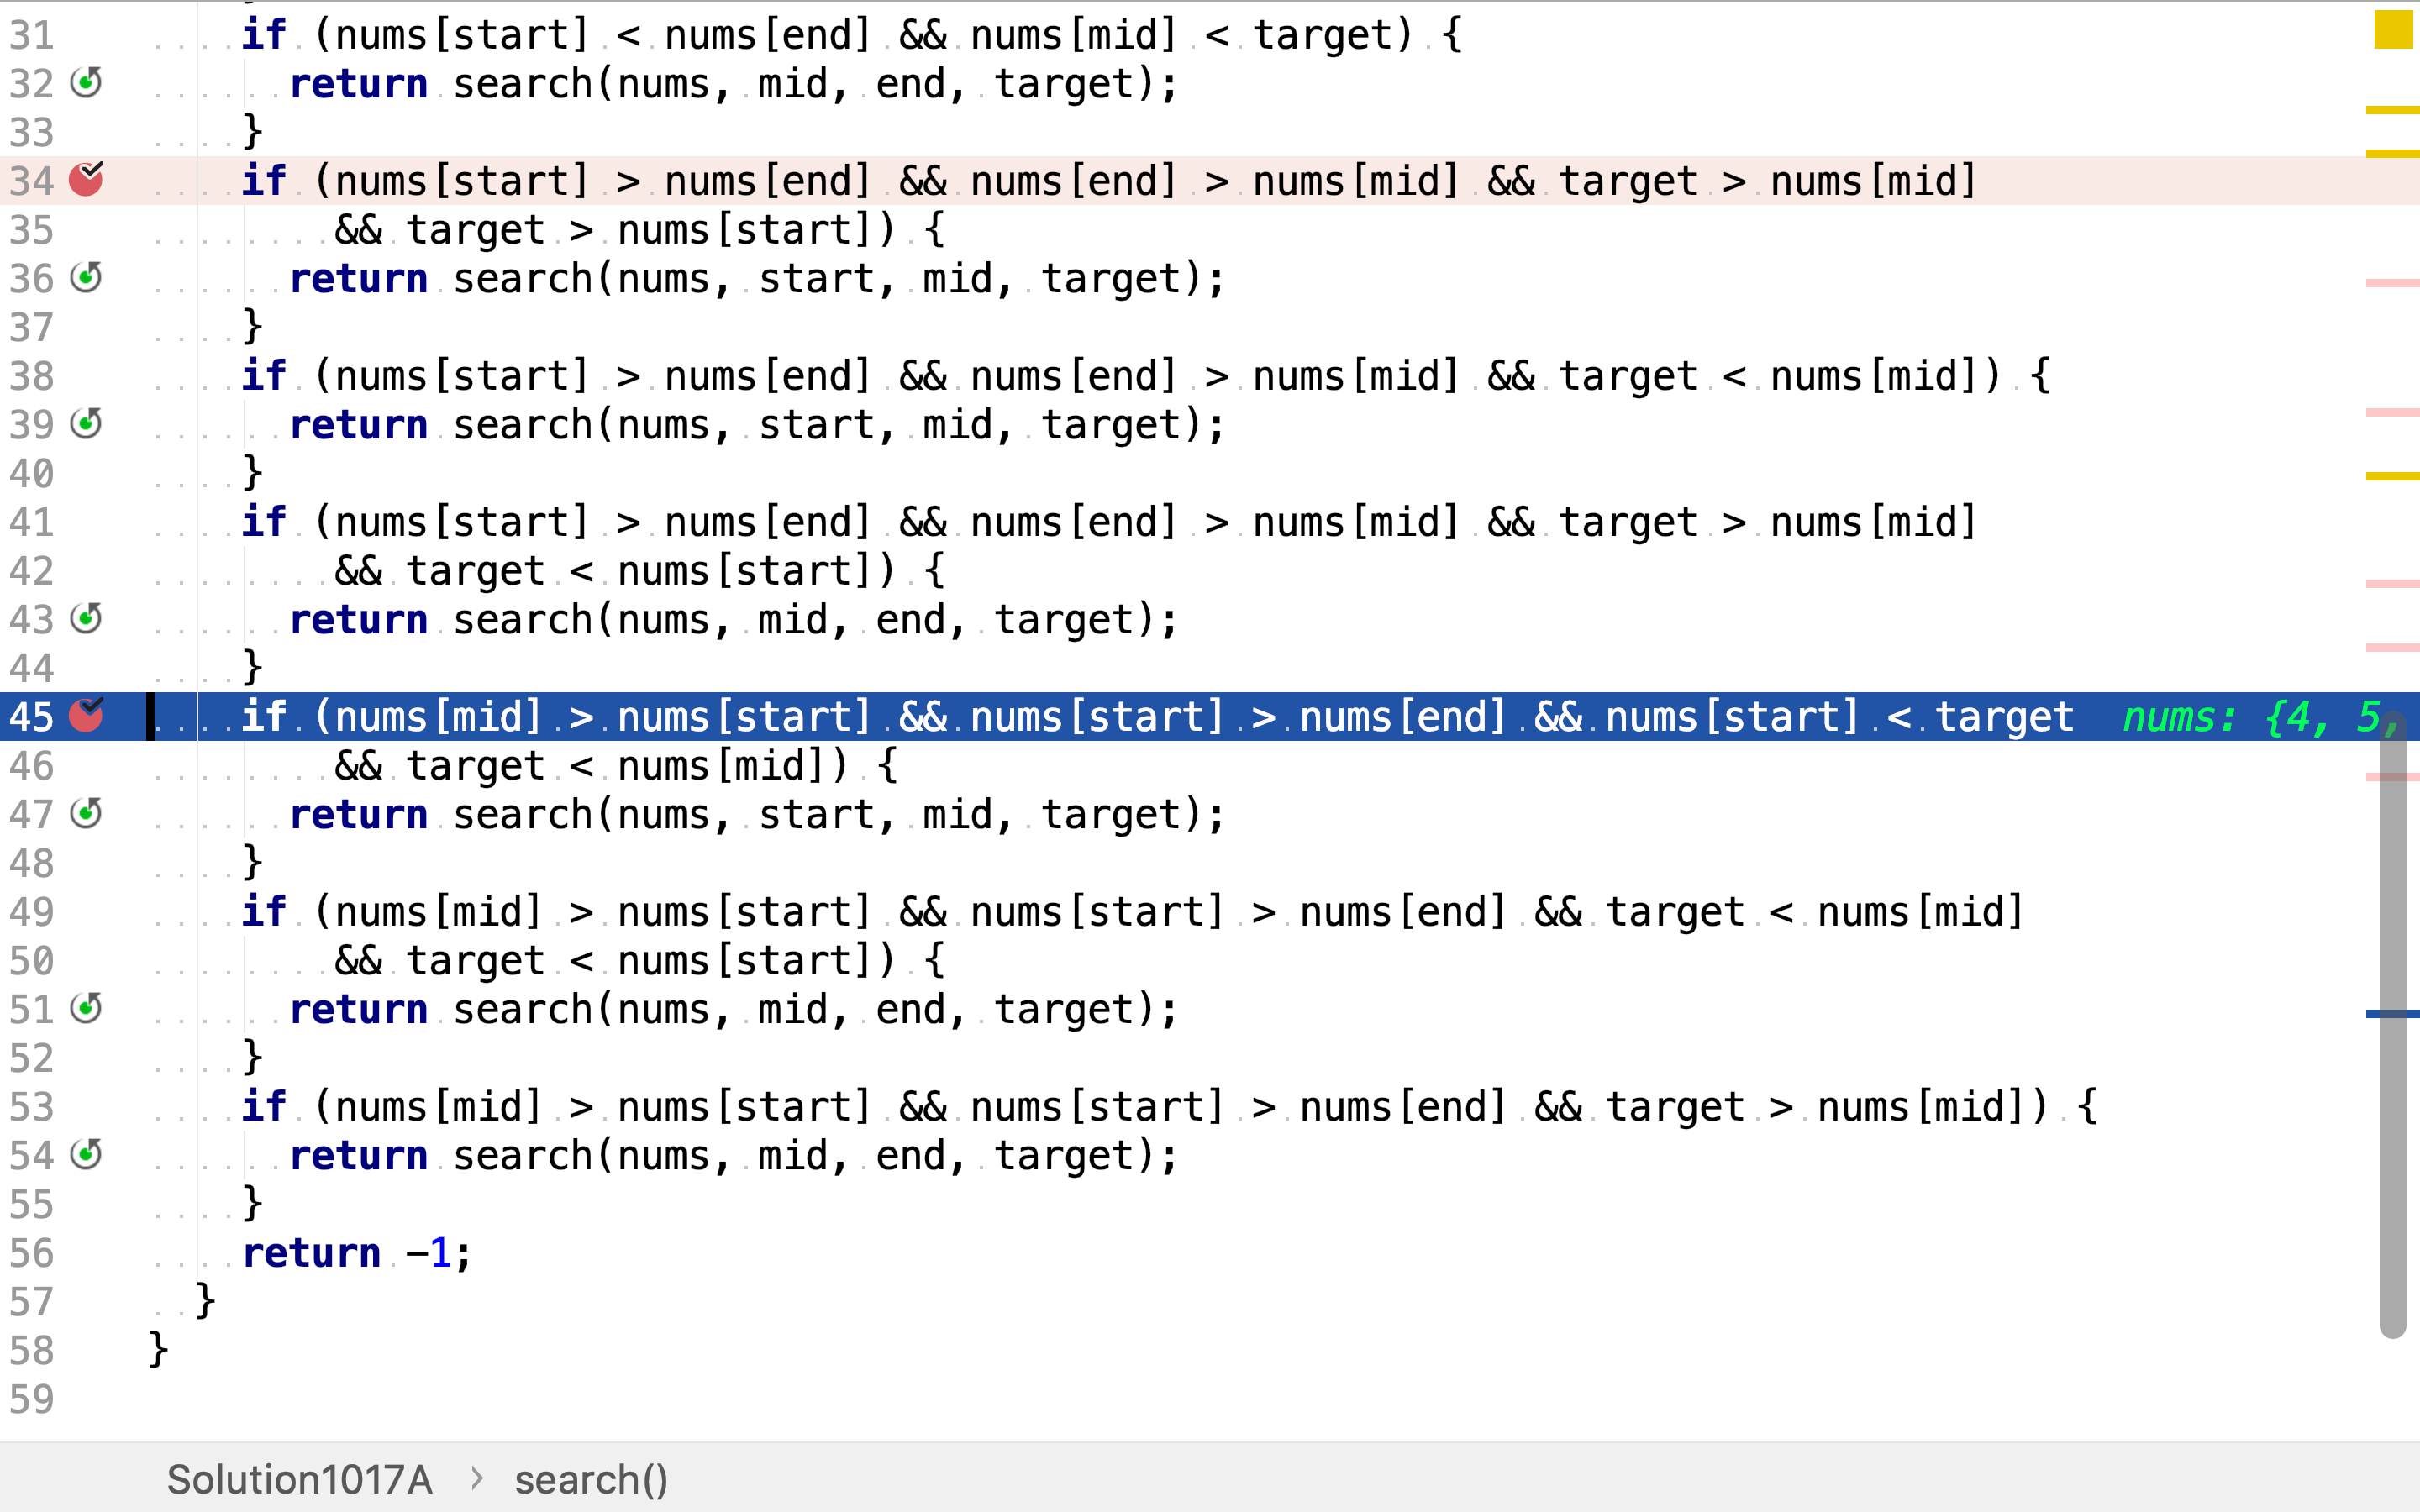 31 if (nums[start] < nums[end] && nums[mid] < target) {
32 return search(nums, mid, end, target);
33 }
34 if (nums[start] > nums[end] && nums[end] > nums[mid] && target > nums[mid]
35 && target > nums[start]) {
36 return search(nums, start, mid, target);
37 }
38 if (nums[start] > nums[end] && nums[end] > nums[mid] && target < nums[mid]) {
39 return search(nums, start, mid, target);
40 }
41 if (nums[start] > nums[end] && nums[end] > nums[mid] && target > nums[mid]
42 && target < nums[start]) {
43 return search(nums, mid, end, target);
44 }
45 if (nums[mid] > nums[start] && nums[start] > nums[end] && nums[start] < target nums: {4, 5,
46 && target < nums[mid]) {
47 return search(nums, start, mid, target);
48 }
49 if (nums[mid] > nums[start] && nums[start] > nums[end] && target < nums[mid]
50 && target < nums[start]) {
51 return search(nums, mid, end, target);
52 }
53 if (nums[mid] > nums[start] && nums[start] > nums[end] && target > nums[mid]) {
54 return search(nums, mid, end, target);
55 }
56 return -1;
57 }
58 }
59
Solution1017A > search()